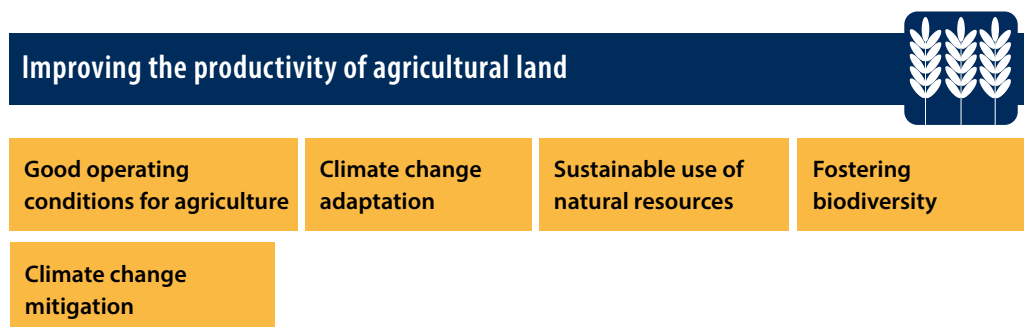 Improving the productivity of agricultural land
Good operating
conditions for agriculture
Climate change
adaptation
Sustainable use of
natural resources
Fostering
biodiversity
Climate change
mitigation